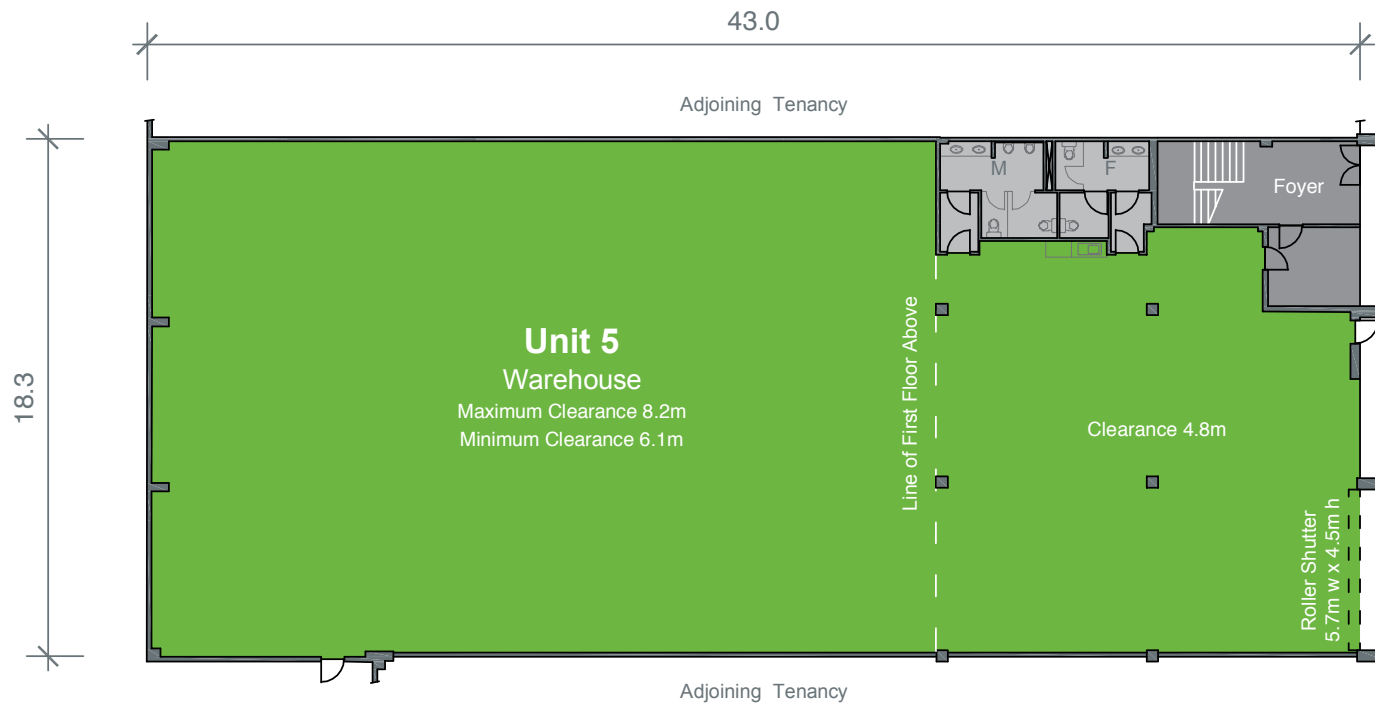 43.0
Adjoining Tenancy
18.3
M
F
Foyer
Unit 5
Warehouse
Maximum Clearance 8.2m
Minimum Clearance 6.1m
Line of First Floor Above
Clearance 4.8m
Roller Shutter
5.7m w x 4.5m h
Adjoining Tenancy